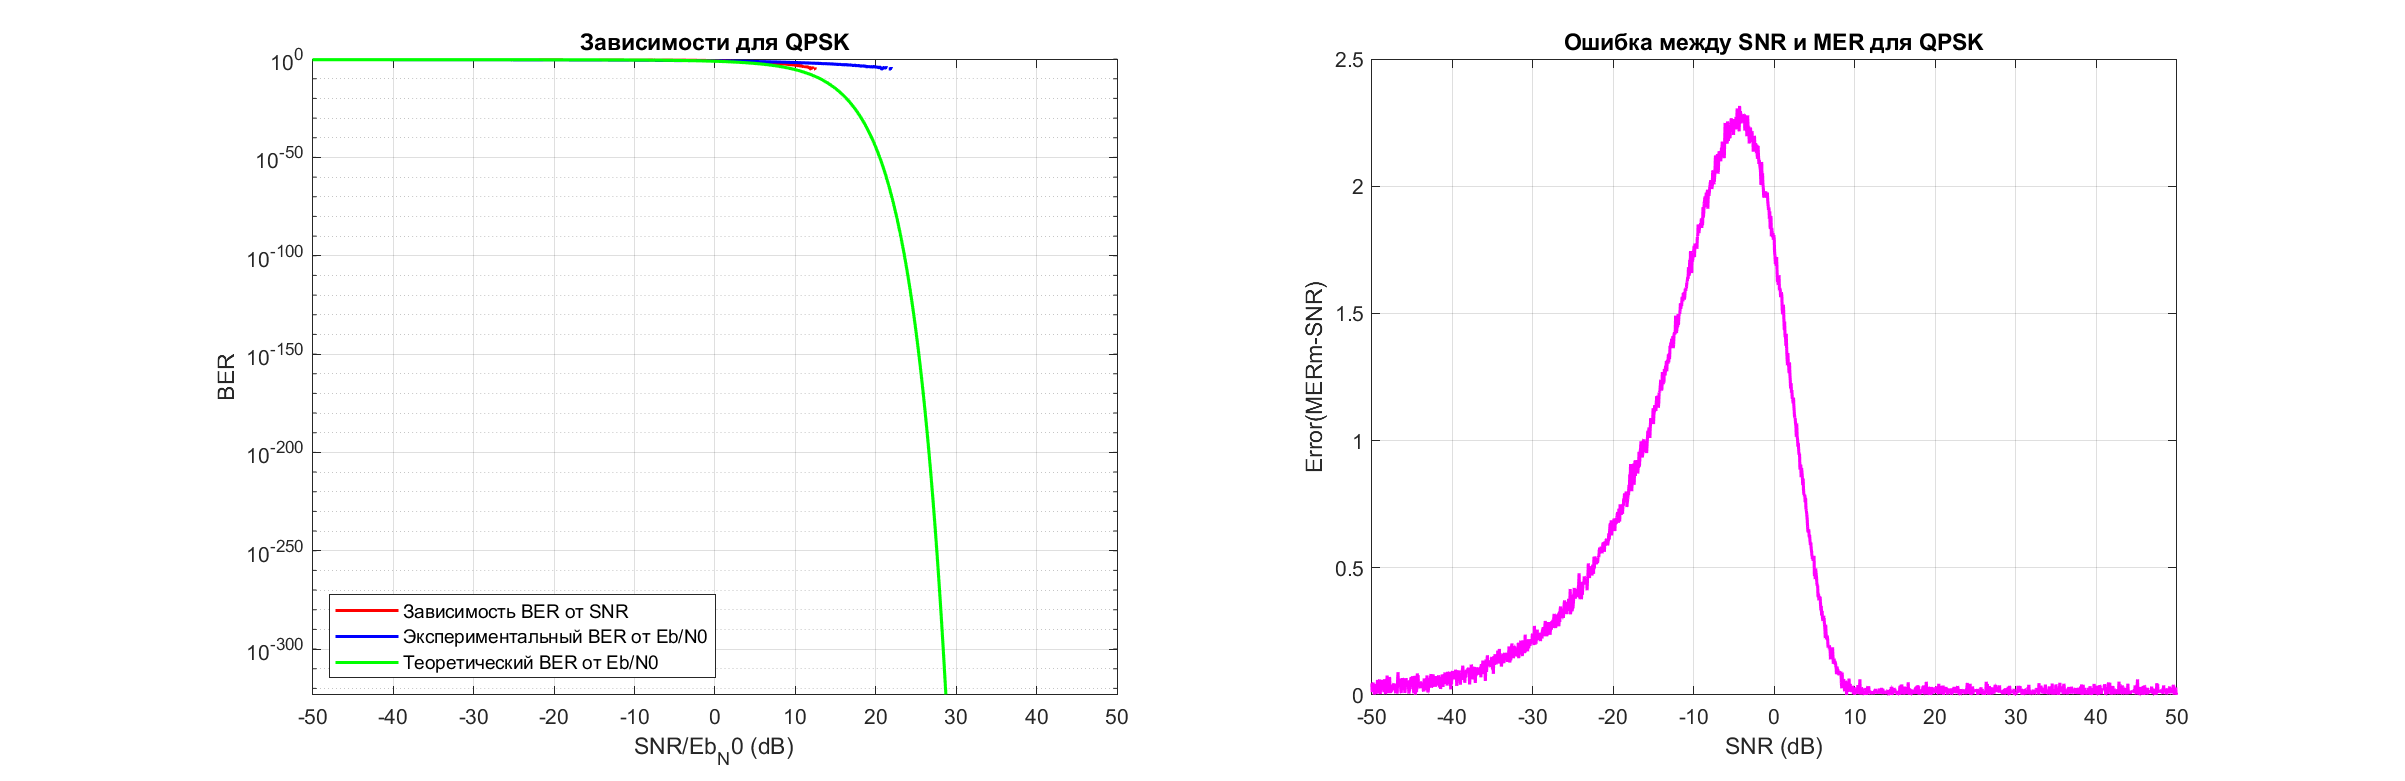 Зависимости для QPSK
10^0
10^-50
10^-100
10^-150
10^-200
10^-250
10^-300
BER
Зависимость BER от SNR
Экспериментальный BER от Eb/N0
Теоретический BER от Eb/N0
-50 -40 -30 -20 -10 0 10 20 30 40 50
SNR/Eb_N0 (dB)
Ошибка между SNR и MER для QPSK
2.5
2
1.5
1
0.5
0
Error(MERm-SNR)
-50 -40 -30 -20 -10 0 10 20 30 40 50
SNR (dB)